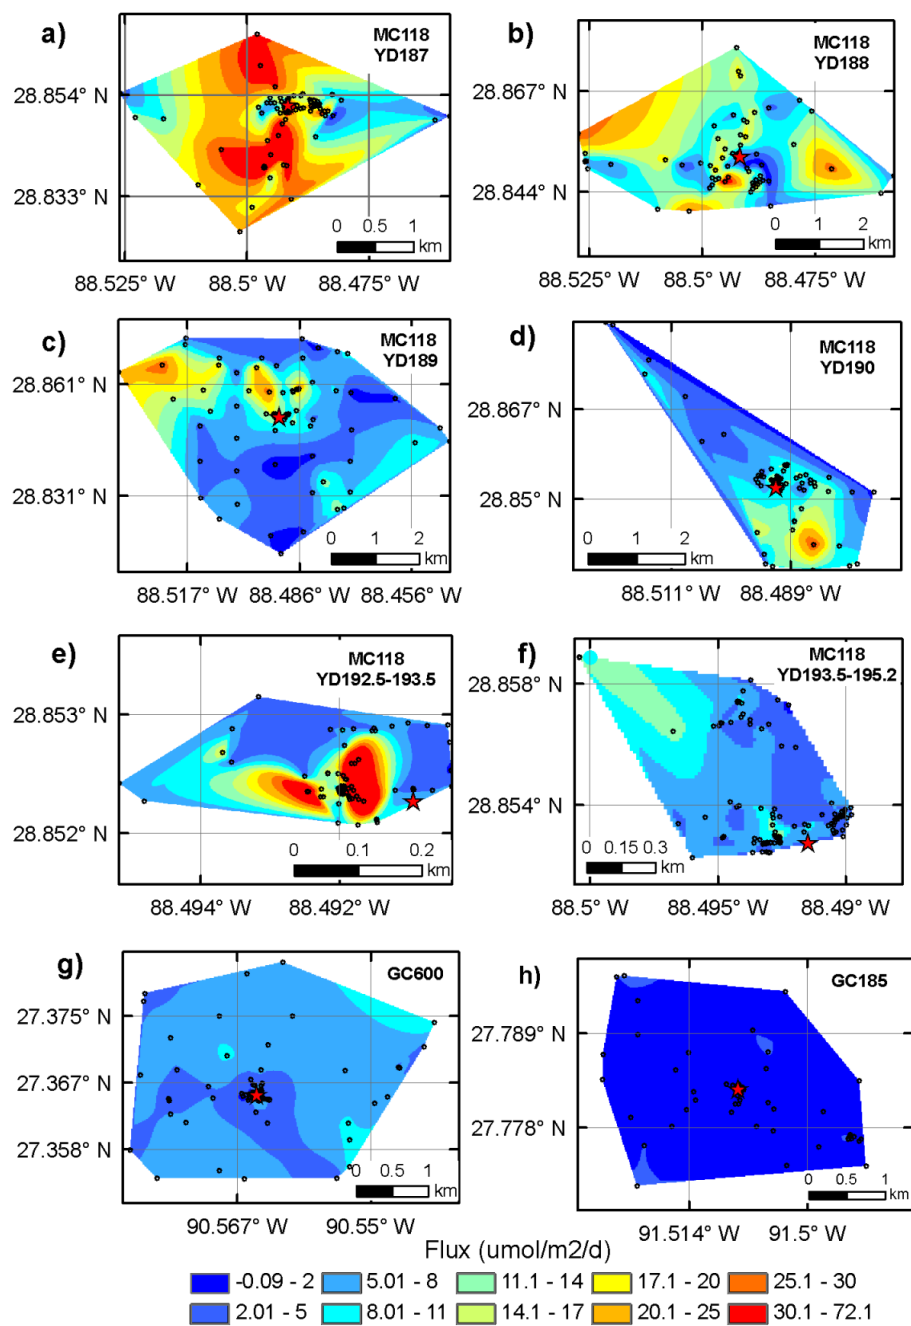 a)
MC118
YD187
28.854° N
28.833° N
0 0.5 1
km
88.525° W 88.5° W 88.475° W
b)
MC118
YD188
28.867° N
28.844° N
0 1 2
km
88.525° W 88.5° W 88.475° W
c)
MC118
YD189
28.861° N
28.831° N
0 1 2
km
88.517° W 88.486° W 88.456° W
d)
MC118
YD190
28.867° N
28.85° N
0 1 2
km
88.511° W 88.489° W
e)
MC118
YD192.5-193.5
28.853° N
28.852° N
0 0.1 0.2
km
88.494° W 88.492° W
f)
MC118
YD193.5-195.2
28.858° N
28.854° N
0 0.15 0.3
km
88.5° W 88.495° W 88.49° W
g)
GC600
27.375° N
27.367° N
27.358° N
0 0.5 1
km
90.567° W 90.55° W
h)
GC185
27.789° N
27.778° N
0 0.5 1
km
91.514° W 91.5° W
Flux (umol/m2/d)
-0.09 - 2 5.01 - 8 11.1 - 14 17.1 - 20 25.1 - 30
2.01 - 5 8.01 - 11 14.1 - 17 20.1 - 25 30.1 - 72.1